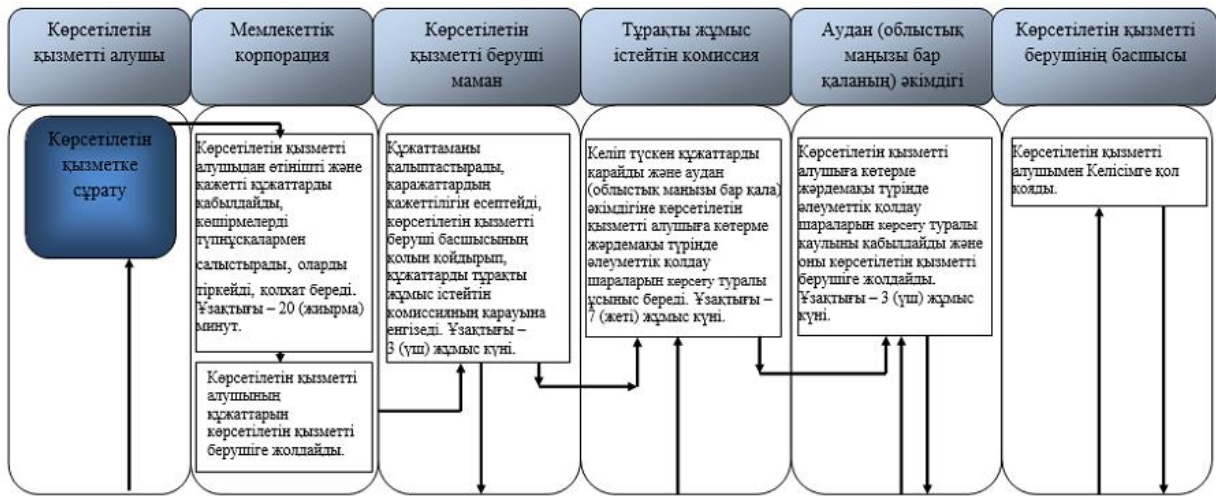 Көрсетілетін
қызметті алушы
Мемлекеттік
корпорация
Көрсетілетін
қызметті беруші
маман
Тұрақты жұмыс
істейтін комиссия
Аудан (облыстық
маңызы бар
қаланың) әкімдігі
Көрсетілетін қызметті
берушінің басшысы
Көрсетілетін
қызметке
сұрату
Көрсетілетін қызметті
алушыдан өтінішті және
қажетті құжаттарды
қабылдайды,
көшірмелерді
түпнұсқалармен
салыстырады, оларды
тіркейді, қолхат береді.
Ұзақтығы – 20 (жиырма)
минут.
Көрсетілетін қызметті
алушының
құжаттарын
көрсетілетін қызметті
берушіге жолдайды.
Құжаттаманы
қалыптастырады,
қаражаттардың
қажеттілігін есептейді,
көрсетілетін қызметті
беруші басшысының
қолын қойдырып,
құжаттарды тұрақты
жұмыс істейтін
комиссияның қарауына
енгізеді. Ұзақтығы –
3 (үш) жұмыс күні.
Келіп түскен құжаттарды
қарайды және аудан
(облыстық маңызы бар қала)
әкімдігіне көрсетілетін
қызметті алушыға көтерме
жәрдемақы түрінде
әлеуметтік қолдау
шараларын көрсету туралы
ұсыныс береді. Ұзақтығы –
7 (жеті) жұмыс күні.
Көрсетілетін қызметті
алушыға көтерме
жәрдемақы түрінде
әлеуметтік қолдау
шараларын көрсету туралы
қаулыны қабылдайды және
оны көрсетілетін қызметті
берушіге жолдайды.
Ұзақтығы – 3 (үш) жұмыс
күні.
Көрсетілетін қызметті
алушымен Келісімге қол
қояды.